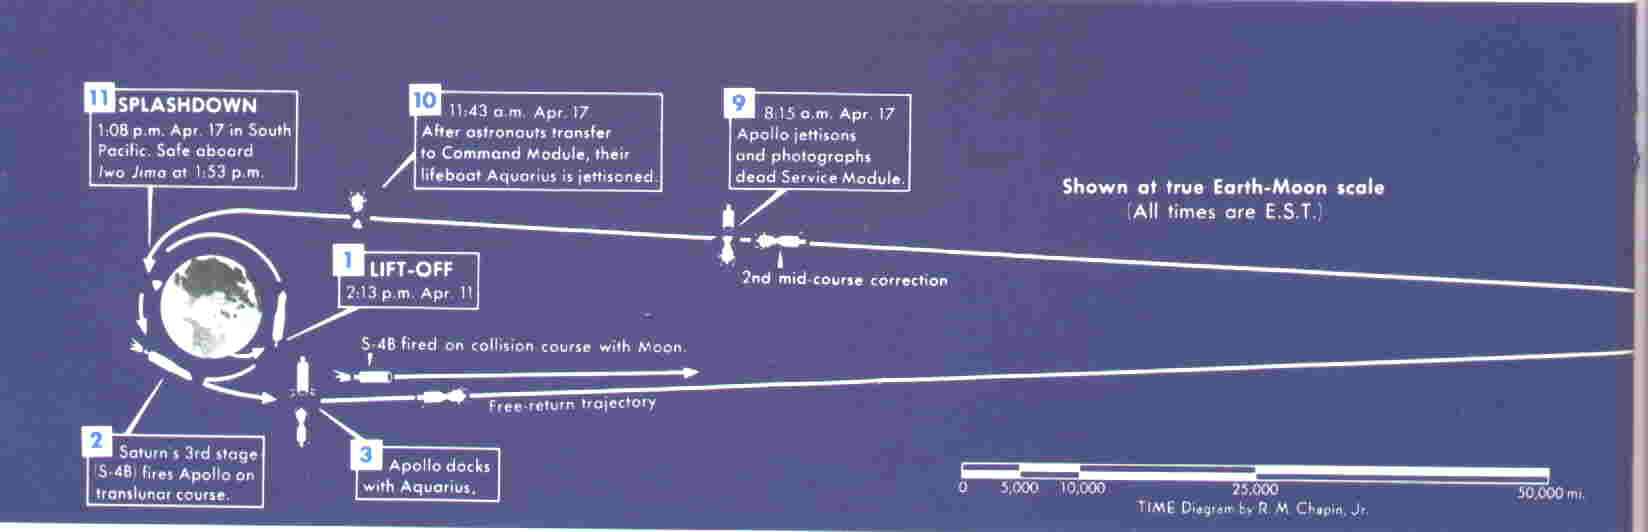 11 SPLASHDOWN
1:08 p.m. Apr. 17 in South
Pacific. Safe aboard
Iwo Jima at 1:53 p.m.
10 11:43 a.m. Apr. 17
After astronauts transfer
to Command Module, their
lifeboat Aquarius is jettisoned.
9 8:15 a.m. Apr. 17
Apollo jettisons
and photographs
dead Service Module.
Shown at true Earth-Moon scale
(All times are E.S.T.)
2nd mid-course correction
1 LIFT-OFF
2:13 p.m. Apr. 11
S-4B fired on collision course with Moon.
Free-return trajectory
2 Saturn's 3rd stage
(S-4B) fires Apollo on
translunar course.
3 Apollo docks
with Aquarius.
0 5,000 10,000 25,000 50,000 mi.
TIME Diagram by R. M. Chapin, Jr.